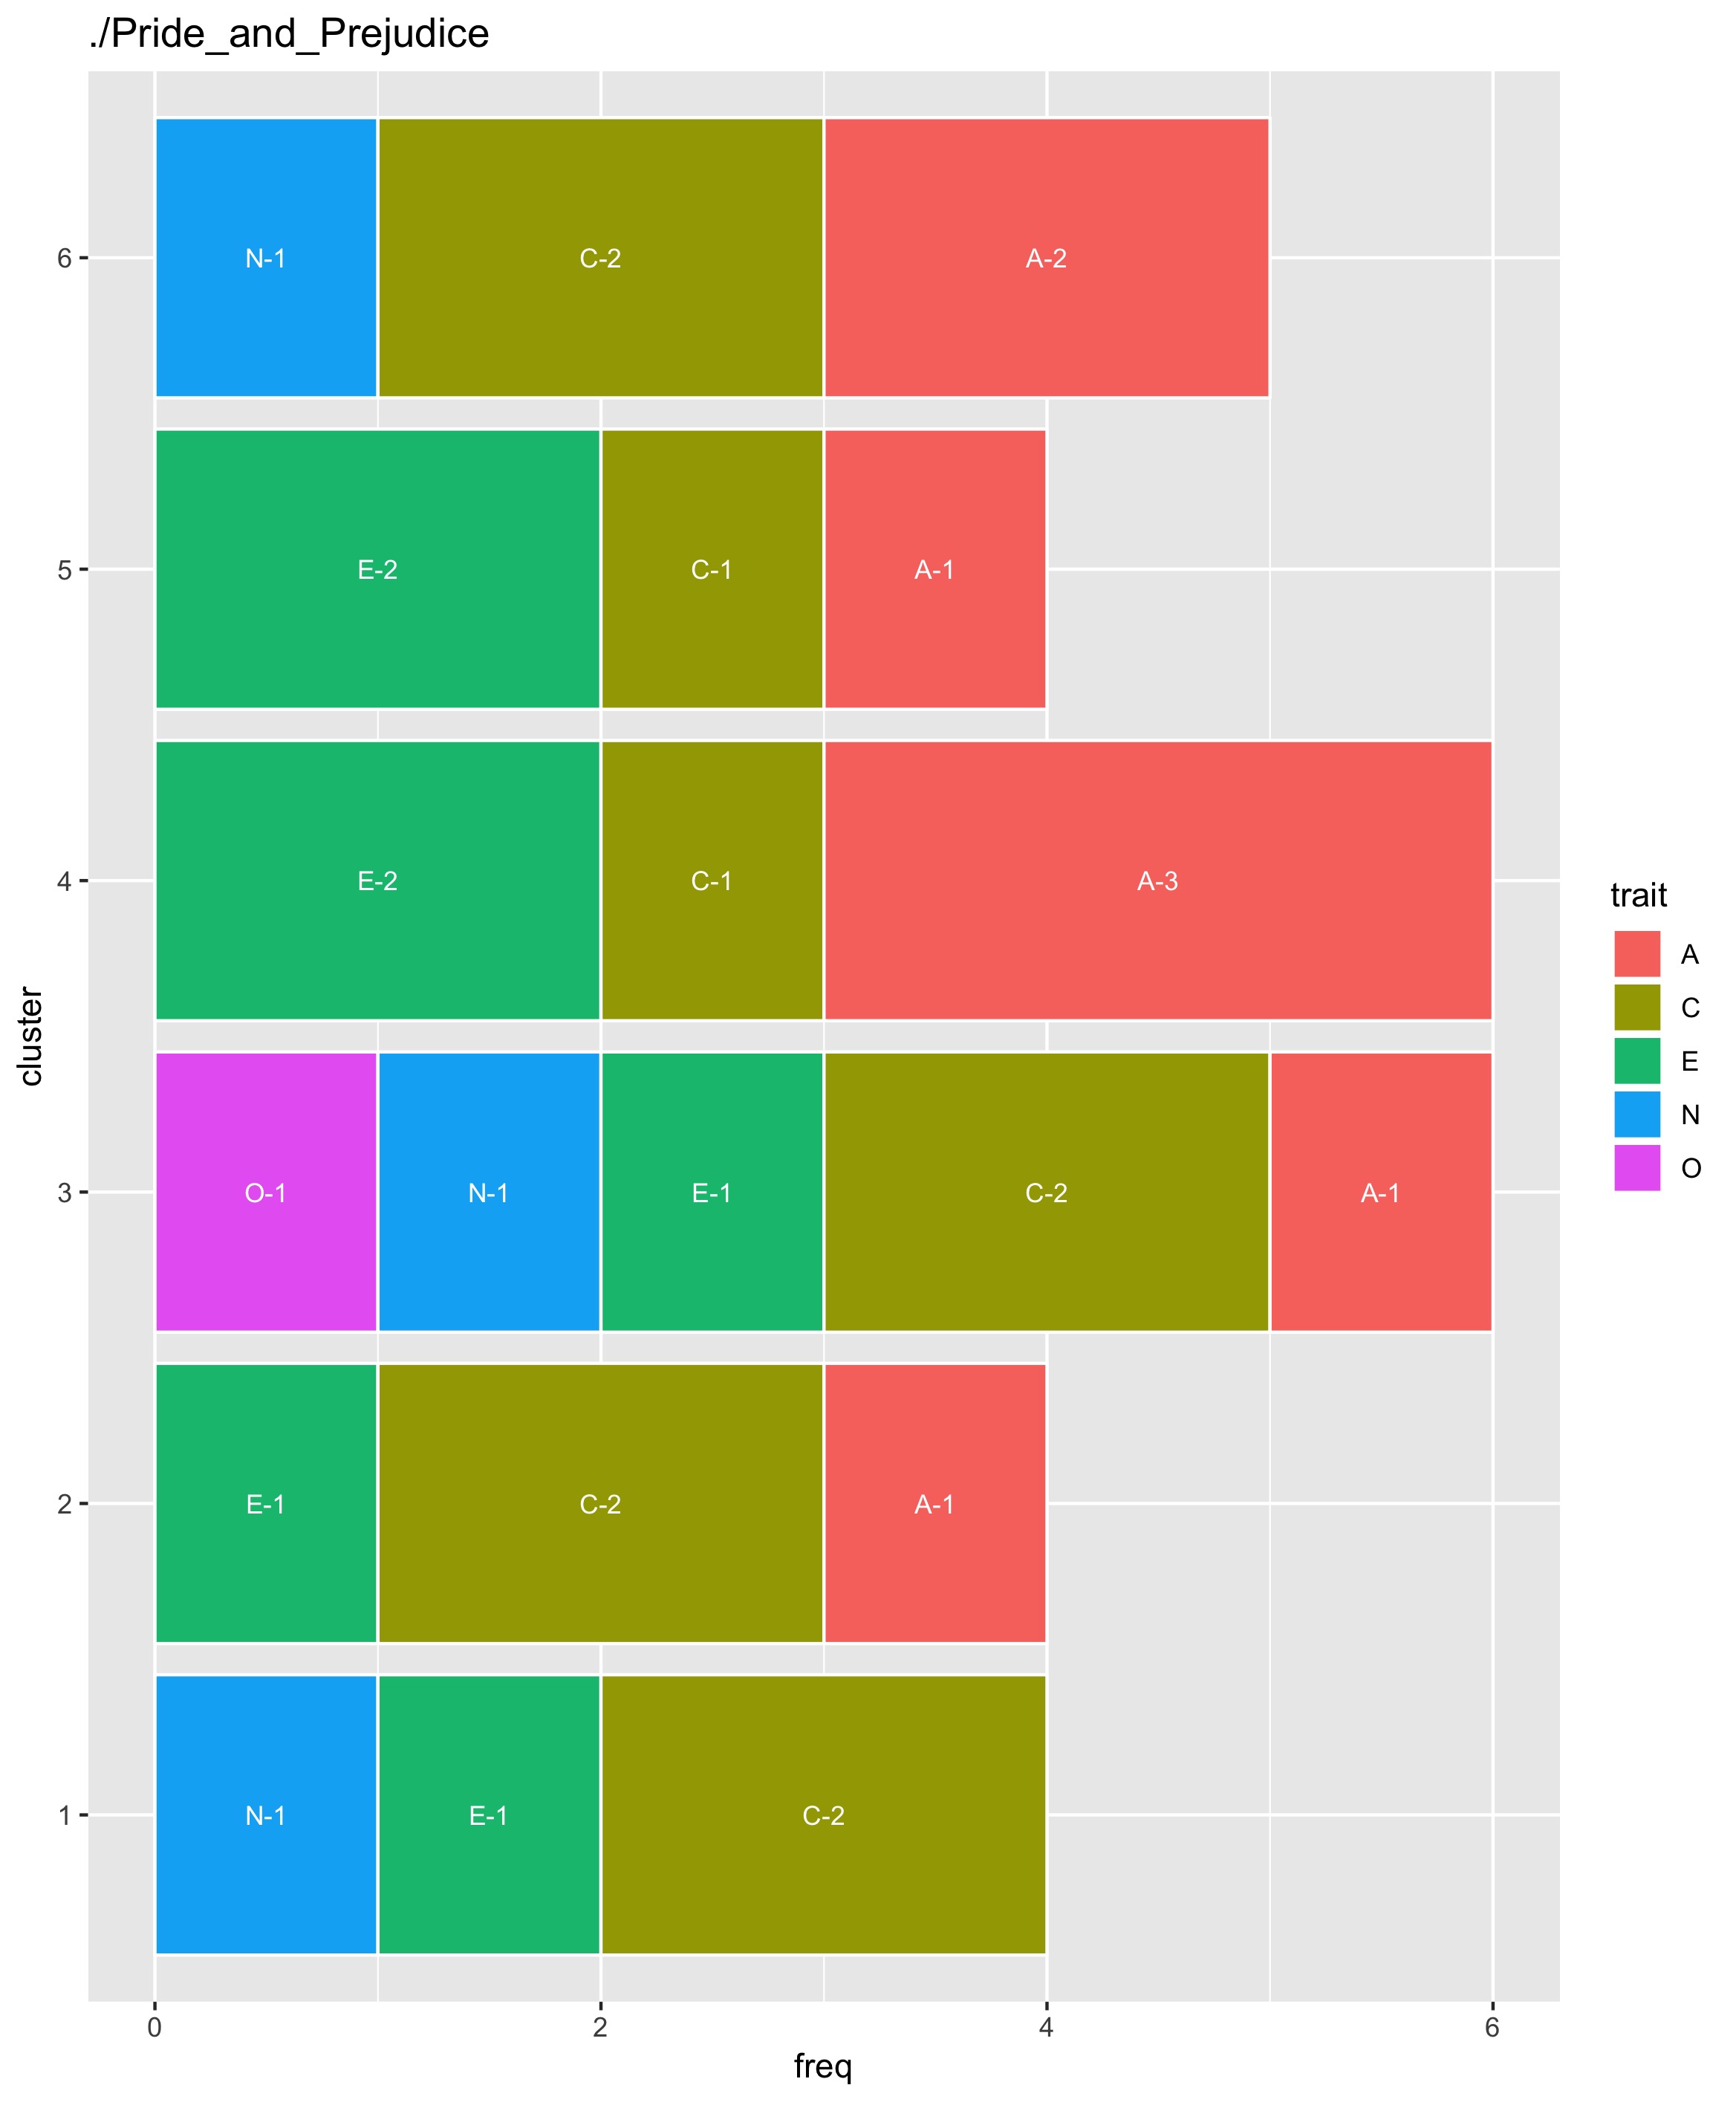 ./Pride_and_Prejudice
6
N-1 C-2 A-2
5
E-2 C-1 A-1
4
E-2 C-1 A-3
3
O-1 N-1 E-1 C-2 A-1
2
E-1 C-2 A-1
1
N-1 E-1 C-2
0 2 4 6
freq
cluster
trait
A
C
E
N
O